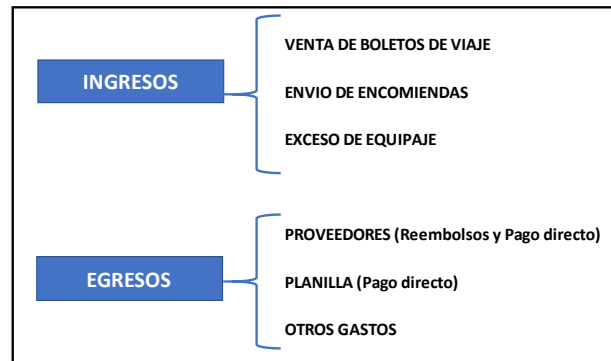 INGRESOS
VENTA DE BOLETOS DE VIAJE
ENVIO DE ENCOMIENDAS
EXCESO DE EQUIPAJE
EGRESOS
PROVEEDORES (Reembolsos y Pago directo)
PLANILLA (Pago directo)
OTROS GASTOS